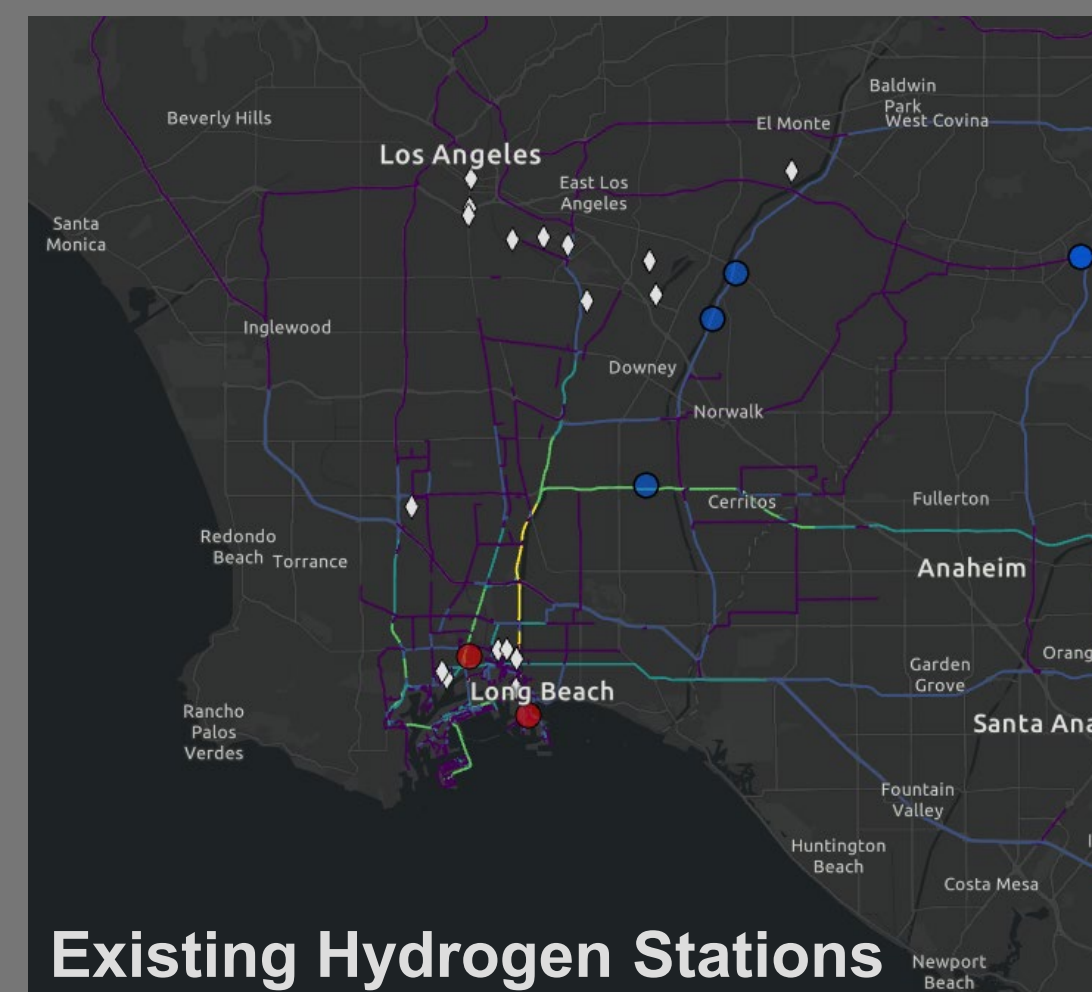 Baldwin
Park
Beverly Hills
El Monte
West Covina
Los Angeles
East Los
Angeles
Santa
Monica
Inglewood
Downey
Norwalk
Cerritos
Fullerton
Redondo
Beach
Torrance
Anaheim
Orang
Garden
Grove
Long Beach
Rancho
Palos
Verdes
Santa Ana
Fountain
Valley
Huntington
Beach
Costa Mesa
Existing Hydrogen Stations
Newport
Beach